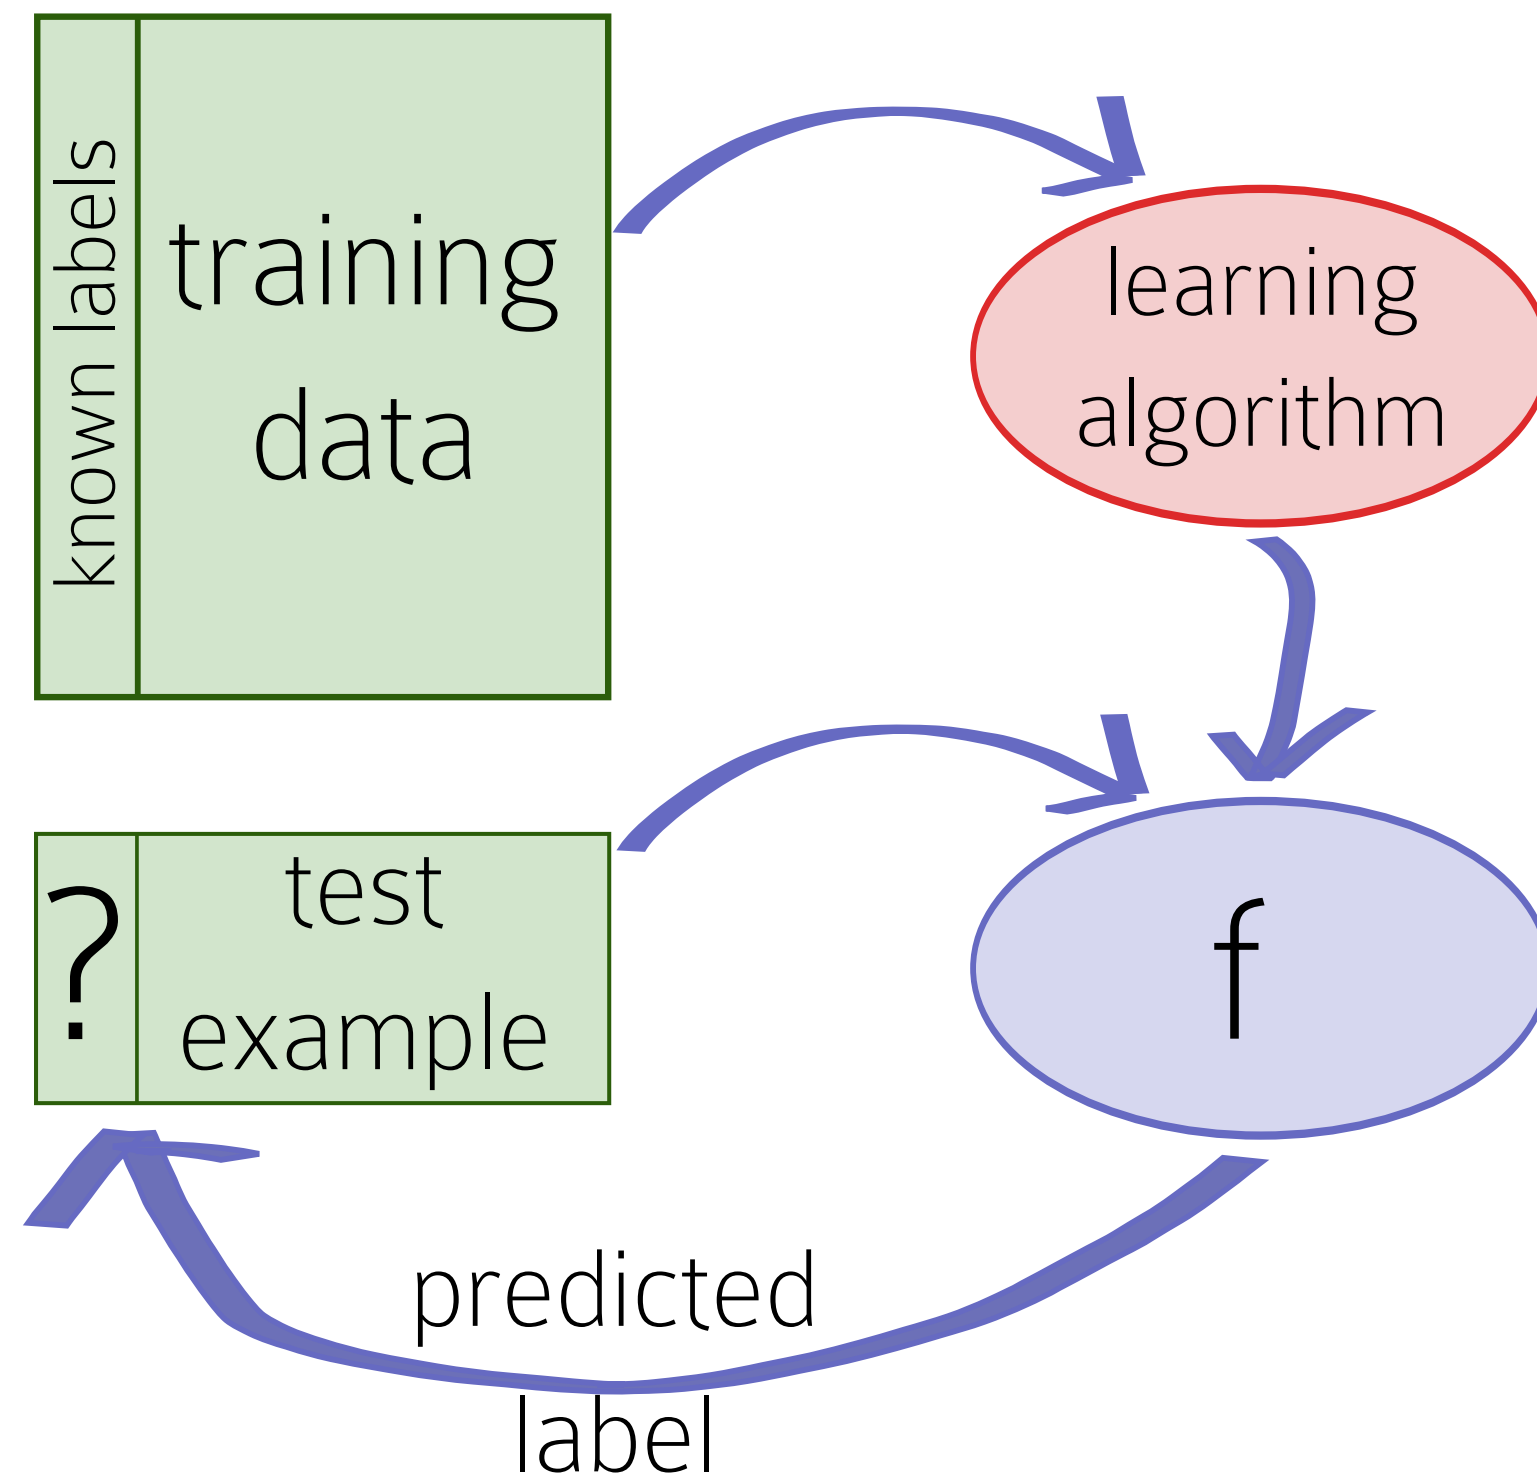 known labels
training
data
learning
algorithm
?
test
example
f
predicted
label